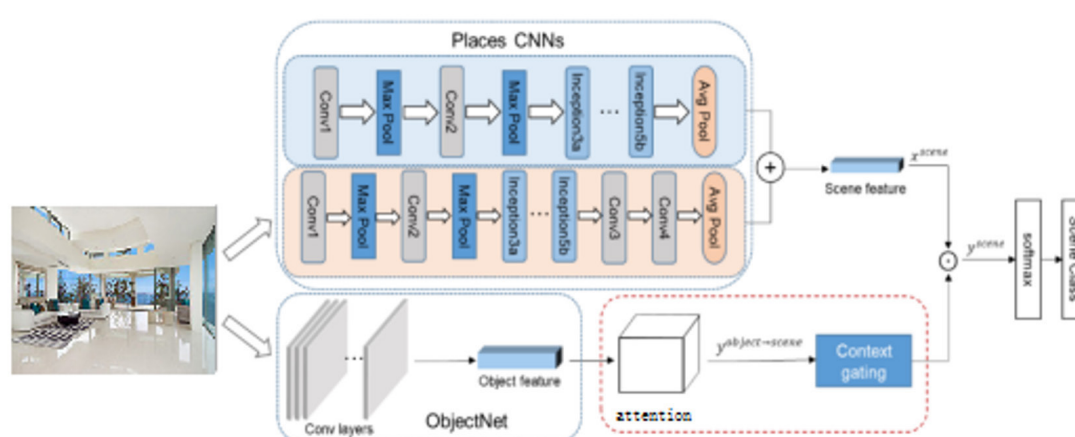 Places CNNs
Conv1
Max Pool
Conv2
Max Pool
Inception3a
...
Inception5b
Avg Pool
Conv1
Max Pool
Conv2
Max Pool
Inception3a
...
Inception5b
Conv3
Conv4
Avg Pool
+
Scene feature
x^scene
y^scene
softmax
Scene Class
...
Conv layers
Object feature
ObjectNet
attention
y^object→scene
Context
gating